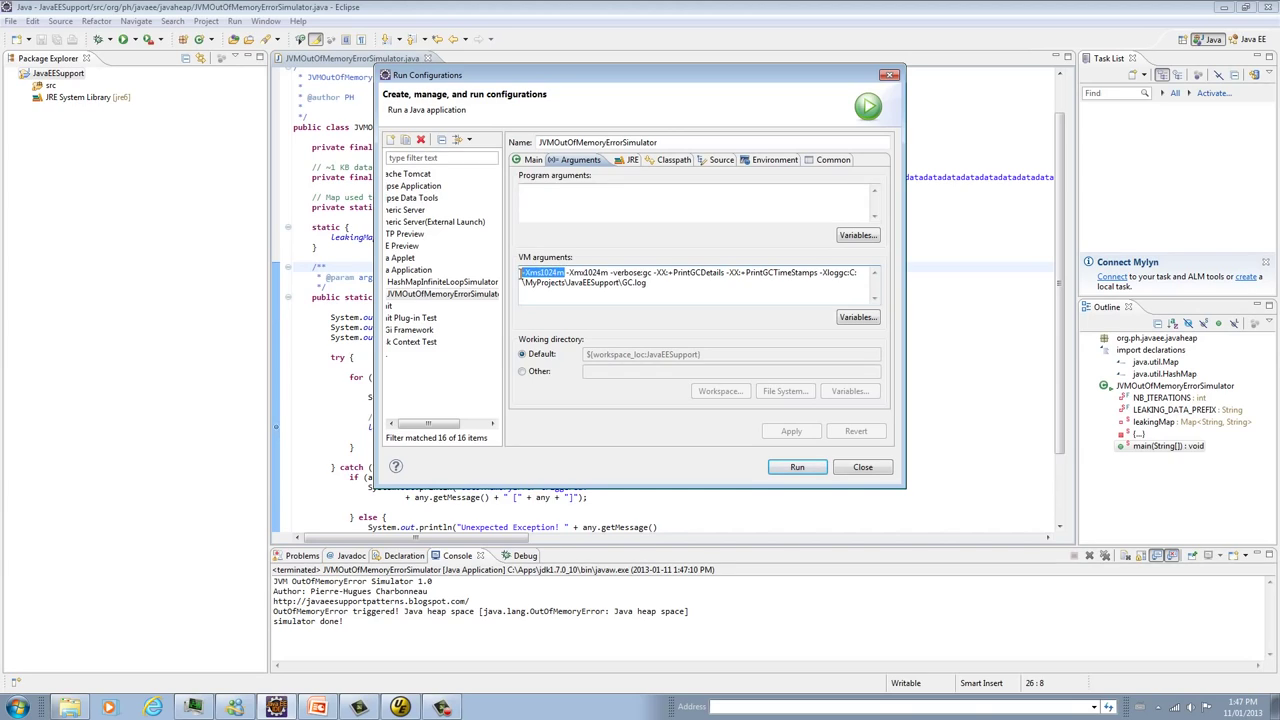 Java - JavaEESupport/src/org/ph/javaee/javaheap/JVMOutOfMemoryErrorSimulator.java - Eclipse
File Edit Source Refactor Navigate Search Project Run Window Help
Java Java EE
Package Explorer
JavaEESupport
src
JRE System Library [jre6]
JVMOutOfMemoryErrorSimulator.java
* JVMOutOfMemory
*
* @author PH
*
*/
public class JVMO
private final
// ~1 KB data
private final
datadatadatadatadatadatadata
// Map used t
private stati
static {
leakingMa
}
/**
* @param arg
*/
public static
System.ou
System.ou
System.ou
try {
for (
S
/
l
}
} catch (
if (a
+ any.getMessage() + " [" + any + "]");
} else {
System.out.println("Unexpected Exception! " + any.getMessage()
Run Configurations
Create, manage, and run configurations
Run a Java application
type filter text
ache Tomcat
pse Application
pse Data Tools
neric Server
neric Server(External Launch)
TP Preview
E Preview
a Applet
a Application
HashMapInfiniteLoopSimulator
JVMOutOfMemoryErrorSimulat
nit
nit Plug-in Test
Gi Framework
k Context Test
Filter matched 16 of 16 items
Name: JVMOutOfMemoryErrorSimulator
Main Arguments JRE Classpath Source Environment Common
Program arguments:
Variables...
VM arguments:
-Xms1024m -Xmx1024m -verbose:gc -XX:+PrintGCDetails -XX:+PrintGCTimeStamps -Xloggc:C:
\MyProjects\JavaEESupport\GC.log
Variables...
Working directory:
Default: ${workspace_loc:JavaEESupport}
Other:
Workspace... File System... Variables...
Apply Revert
Run Close
Task List
Find All Activate...
Connect Mylyn
Connect to your task and ALM tools or create a local task.
Outline
org.ph.javaee.javaheap
import declarations
java.util.Map
java.util.HashMap
JVMOutOfMemoryErrorSimulator
NB_ITERATIONS : int
LEAKING_DATA_PREFIX : String
leakingMap : Map<String, String>
{...}
main(String[]) : void
Problems Javadoc Declaration Console Debug
<terminated> JVMOutOfMemoryErrorSimulator [Java Application] C:\Apps\jdk1.7.0_10\bin\javaw.exe (2013-01-11 1:47:10 PM)
JVM OutOfMemoryError Simulator 1.0
Author: Pierre-Hugues Charbonneau
http://javaeesupportpatterns.blogspot.com/
OutOfMemoryError triggered! Java heap space [java.lang.OutOfMemoryError: Java heap space]
simulator done!
Writable Smart Insert 26 : 8
Address
1:47 PM
11/01/2013